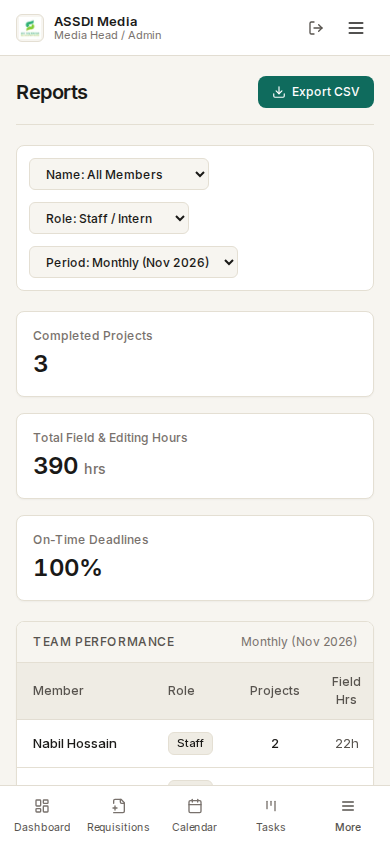 ASSDI Media
Media Head / Admin
Reports
Export CSV
Name: All Members
Role: Staff / Intern
Period: Monthly (Nov 2026)
Completed Projects
3
Total Field & Editing Hours
390 hrs
On-Time Deadlines
100%
TEAM PERFORMANCE Monthly (Nov 2026)
Member Role Projects Field Hrs
Nabil Hossain Staff 2 22h
Dashboard Requisitions Calendar Tasks More